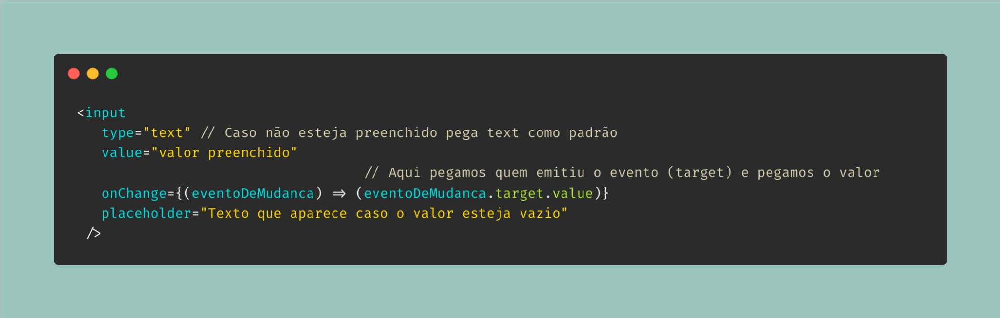 <input
type="text" // Caso não esteja preenchido pega text como padrão
value="valor preenchido"
// Aqui pegamos quem emitiu o evento (target) e pegamos o valor
onChange={(eventoDeMudanca) => (eventoDeMudanca.target.value)}
placeholder="Texto que aparece caso o valor esteja vazio"
/>